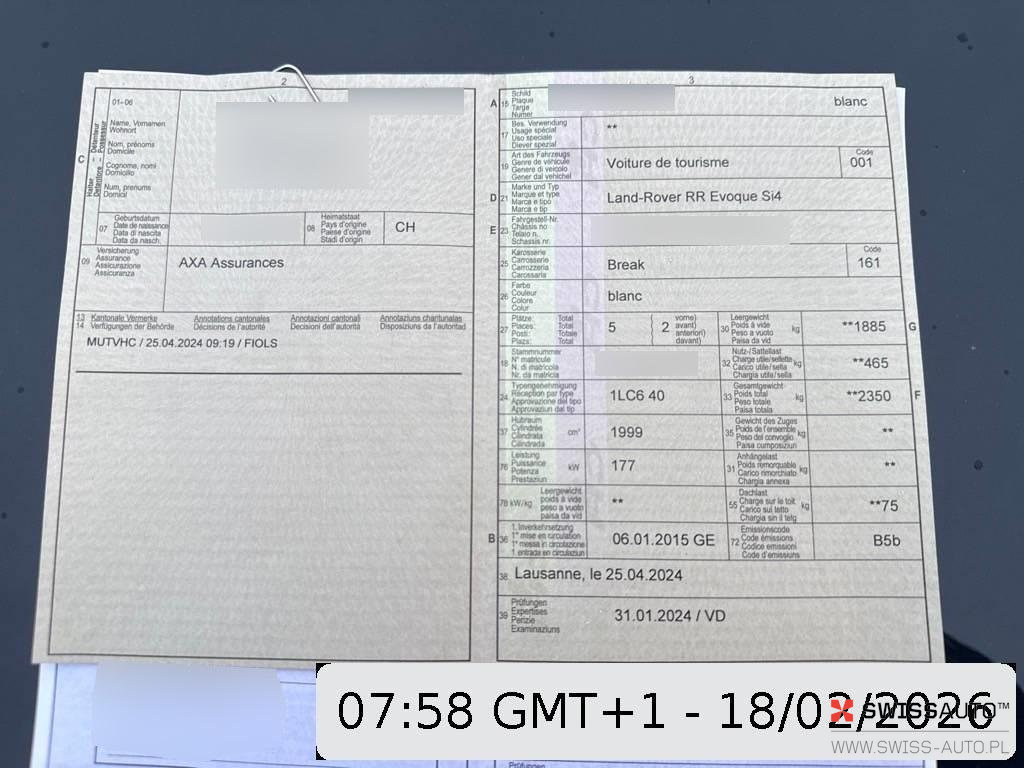 2
01-06
C
Halter - Détenteur
Detentore - Possessur
Name, Vornamen
Wohnort
Nom, prénoms
Domicile
Cognome, nomi
Domicilio
Num, prenums
Domicil
07
Geburtsdatum
Date de naissance
Data di nascita
Data da nasch.
08
Heimatstaat
Pays d'origine
Paese d'origine
Stadi d'origin
CH
09
Versicherung
Assurance
Assicurazione
Assicuranza
AXA Assurances
13
14
Kantonale Vermerke
Verfügungen der Behörde
Annotations cantonales
Décisions de l'autorité
Annotazioni cantonali
Decisioni dell'autorità
Annotaziuns chantunalas
Disposiziuns da l'autoritad
MUTVHC / 25.04.2024 09:19 / FIOLS
3
A
15
Schild
Plaque
Targa
Numer
blanc
17
Bes. Verwendung
Usage spécial
Uso speciale
Diever spezial
**
19
Art des Fahrzeugs
Genre de véhicule
Genere di veicolo
Gener dal vehichel
Voiture de tourisme
Code
001
D
21
Marke und Typ
Marque et type
Marca e tipo
Marca e tip
Land-Rover RR Evoque Si4
E
23
Fahrgestell-Nr.
Châssis no
Telaio n.
Schassis nr.
25
Karosserie
Carrosserie
Carrozzeria
Carossaria
Break
Code
161
26
Farbe
Couleur
Colore
Colur
blanc
27
Plätze: Total
Places: Total
Posti: Totale
Plazs: Total
5
( 2
vorne)
avant)
anteriori)
davant)
30
Leergewicht
Poids à vide
Peso a vuoto
Paisa da vid
kg
**1885
G
18
Stammnummer
N° matricule
N. di matricola
Nr. da matricla
32
Nutz-/Sattellast
Charge utile/sellette
Carico utile/sella
Chargia utila/sella
kg
**465
24
Typengenehmigung
Réception par type
Approvazione del tipo
Approvaziun dal tip
1LC6 40
33
Gesamtgewicht
Poids total
Peso totale
Paisa totala
kg
**2350
F
37
Hubraum
Cylindrée
Cilindrata
Cilindrada
cm³
1999
35
Gewicht des Zuges
Poids de l'ensemble
Peso del convoglio
Paisa cumposiziun
kg
**
76
Leistung
Puissance
Potenza
Prestaziun
kW
177
31
Anhängelast
Poids remorquable
Carico rimorchiato
Chargia annexa
kg
**
78 kW/kg
Leergewicht
poids à vide
peso a vuoto
paisa da vid
**
55
Dachlast
Charge sur le toit
Carico sul tetto
Chargia sin il tetg
kg
**75
B
36
1. Inverkehrsetzung
1re mise en circulation
1a messa in circolazione
1. entrada en circulaziun
06.01.2015 GE
72
Emissionscode
Code émissions
Codice emissioni
Code d'emissiuns
B5b
38
Lausanne, le 25.04.2024
39
Prüfungen
Expertises
Perizie
Examinaziuns
31.01.2024 / VD
07:58 GMT+1 - 18/02/2026
SWISSAUTO™
WWW.SWISS-AUTO.PL
Prüfungen